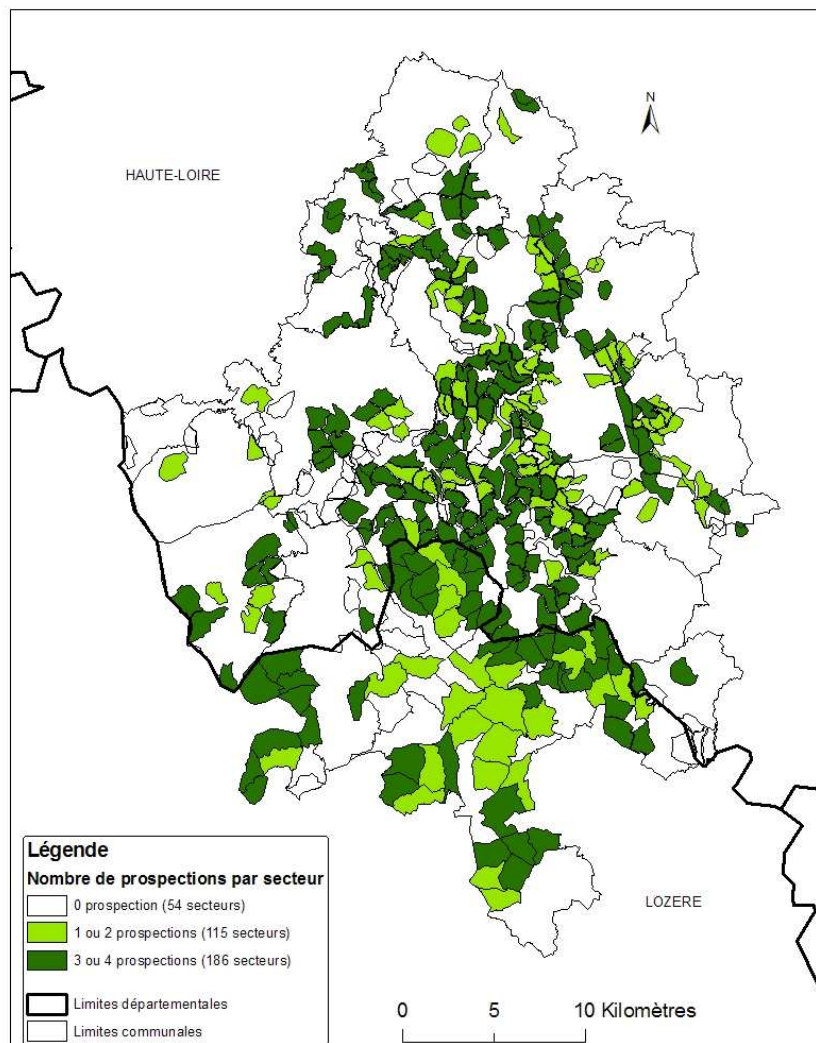 N
HAUTE-LOIRE
LOZERE
Légende
Nombre de prospections par secteur
0 prospection (54 secteurs)
1 ou 2 prospections (115 secteurs)
3 ou 4 prospections (186 secteurs)
Limites départementales
Limites communales
0 5 10 Kilomètres